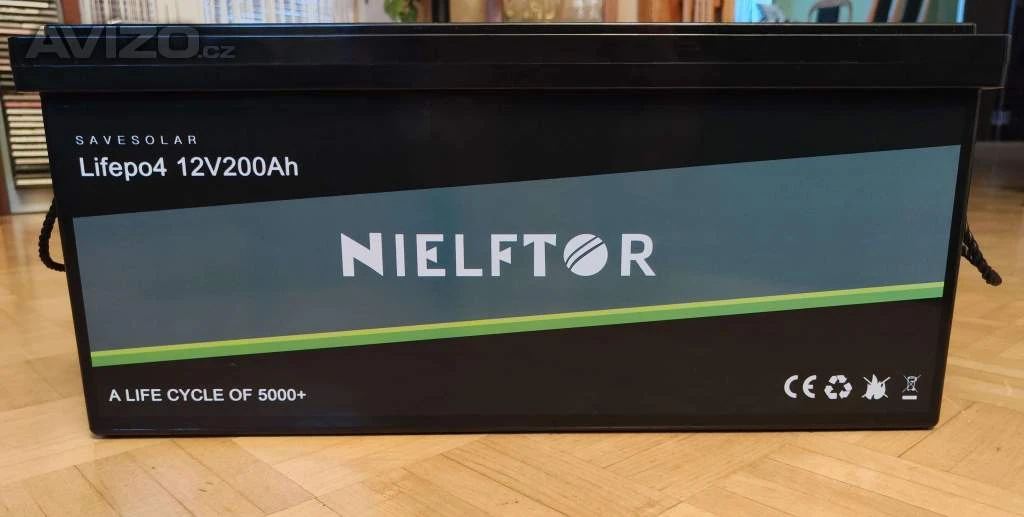 AVIZO.cz
SAVESOLAR
Lifepo4 12V200Ah
NIELFTOR
A LIFE CYCLE OF 5000+
CE